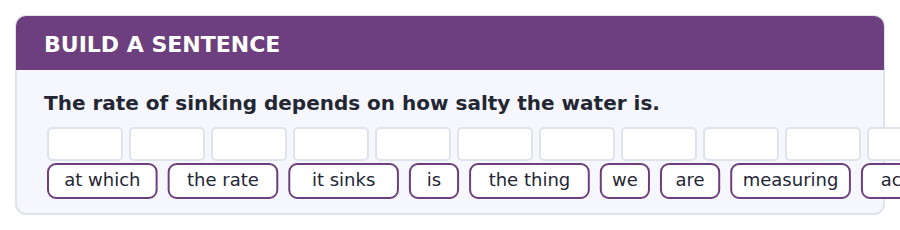 BUILD A SENTENCE
The rate of sinking depends on how salty the water is.
at which the rate it sinks is the thing we are measuring